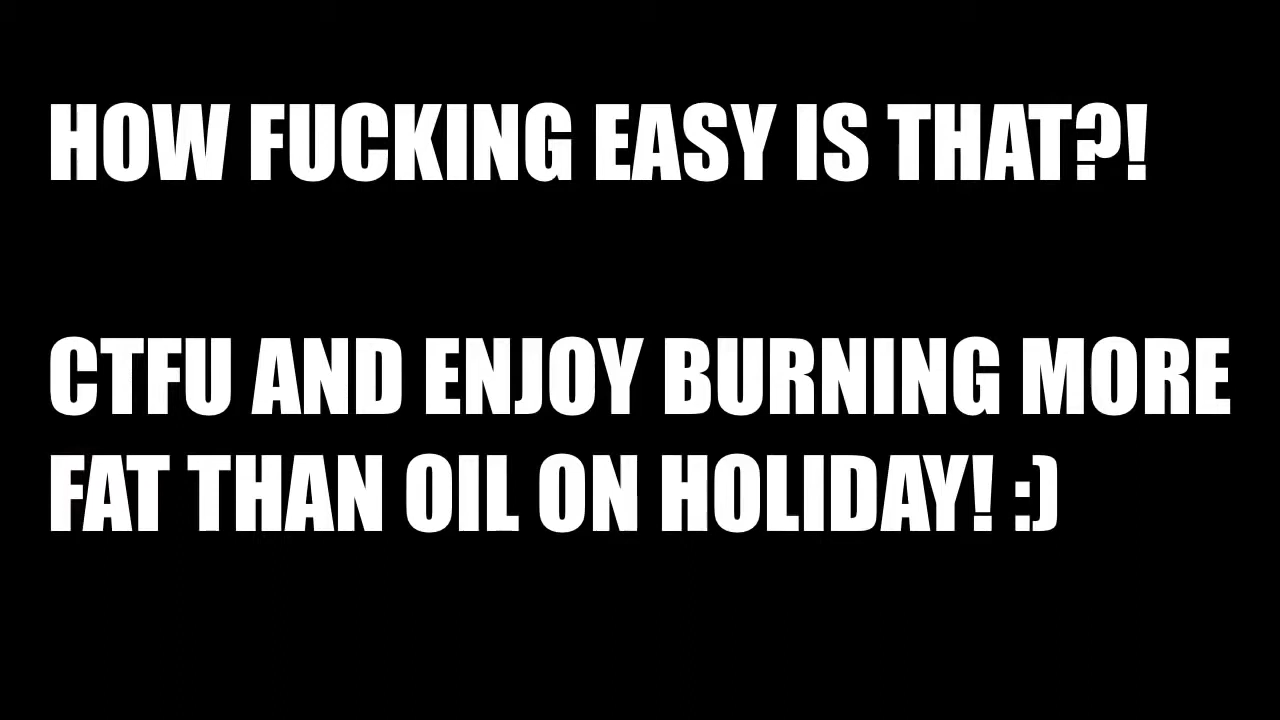 HOW FUCKING EASY IS THAT?!
CTFU AND ENJOY BURNING MORE
FAT THAN OIL ON HOLIDAY! :)